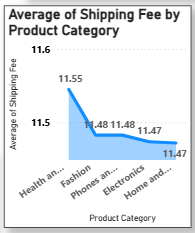 Average of Shipping Fee by
Product Category
Average of Shipping Fee
11.6
11.5
11.55
11.48
11.48
11.47
11.47
Health an...
Fashion
Phones an...
Electronics
Home and...
Product Category